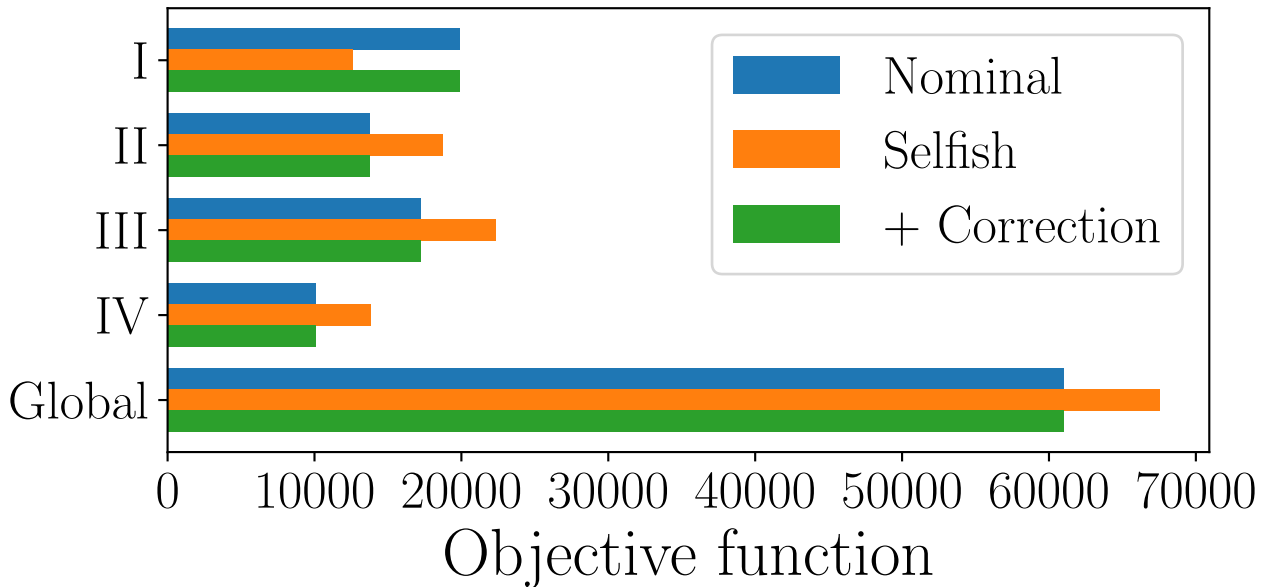 I
II
III
IV
Global
Nominal
Selfish
+ Correction
0 10000 20000 30000 40000 50000 60000 70000
Objective function